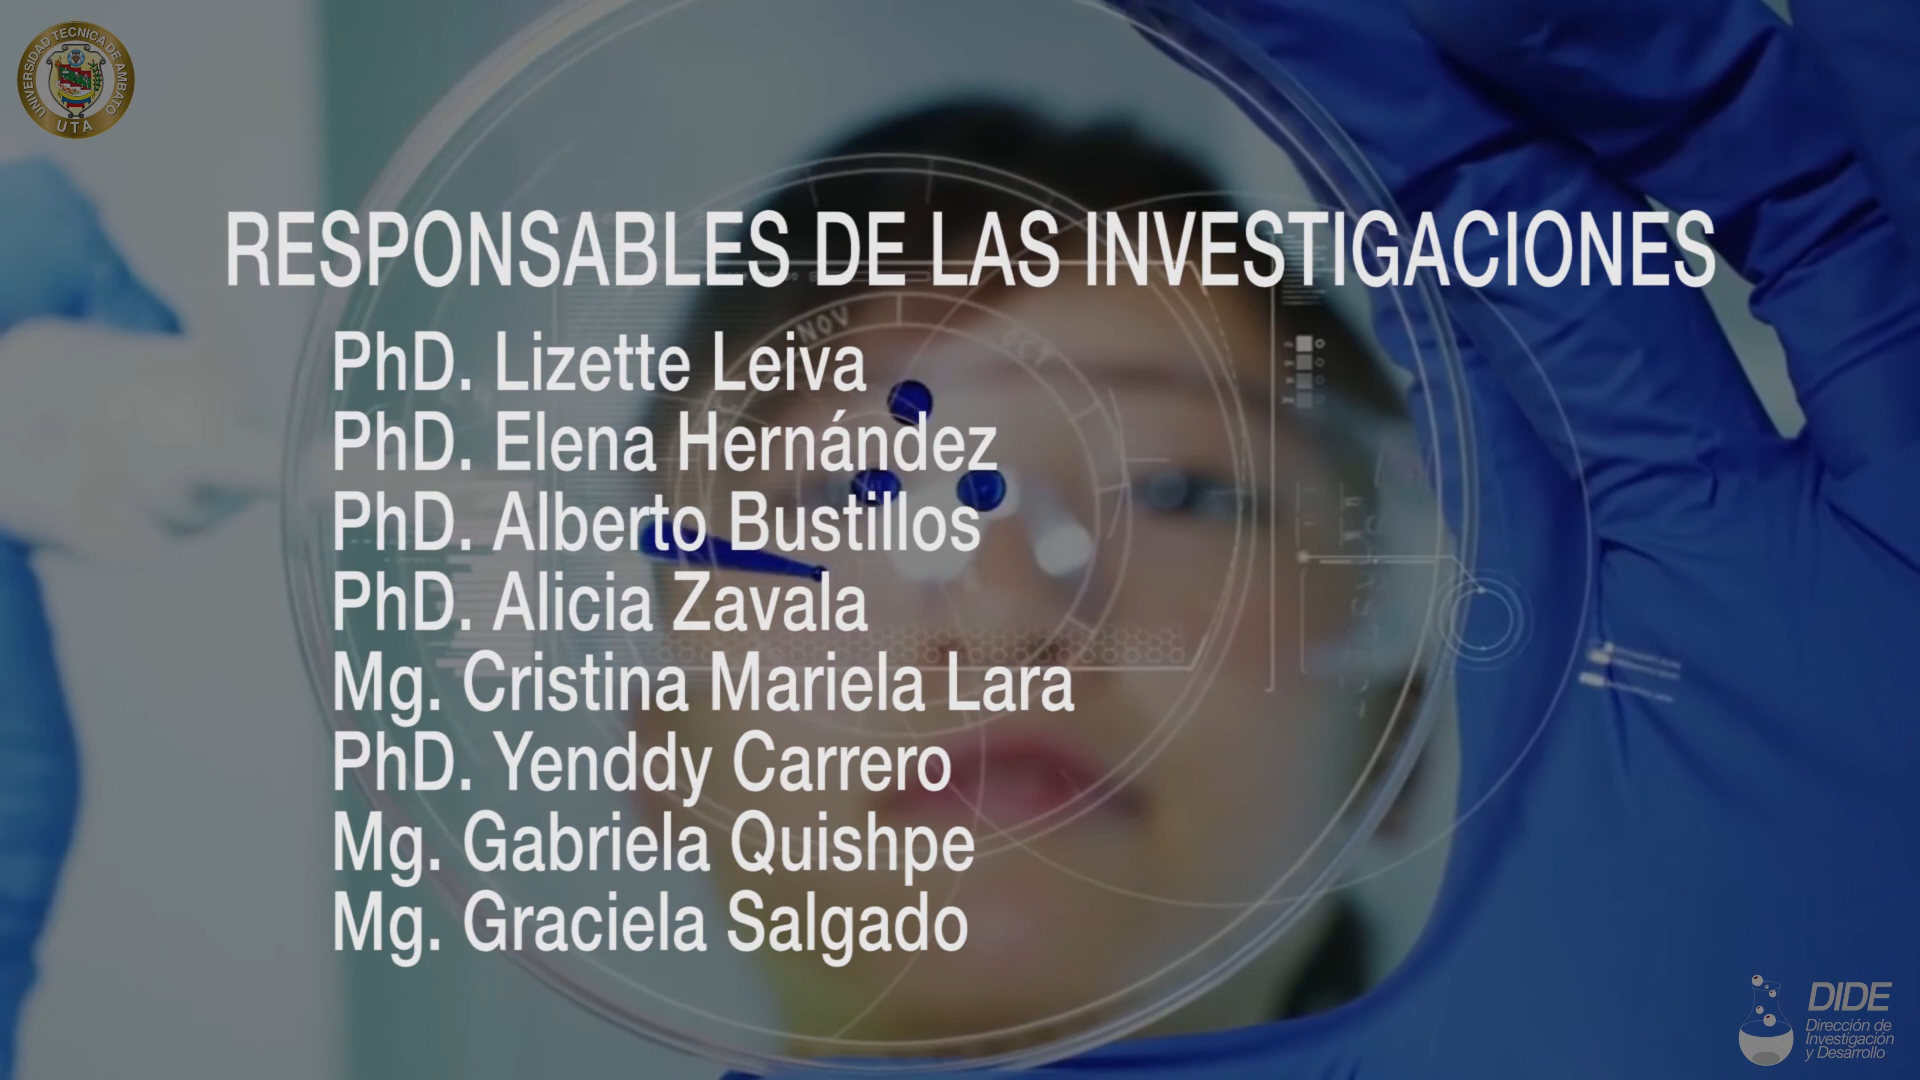 UNIVERSIDAD TECNICA DE AMBATO
UTA
RESPONSABLES DE LAS INVESTIGACIONES
NOV
OCT
PhD. Lizette Leiva
PhD. Elena Hernández
PhD. Alberto Bustillos
PhD. Alicia Zavala
Mg. Cristina Mariela Lara
PhD. Yenddy Carrero
Mg. Gabriela Quishpe
Mg. Graciela Salgado
DIDE
Dirección de
Investigación
y Desarrollo